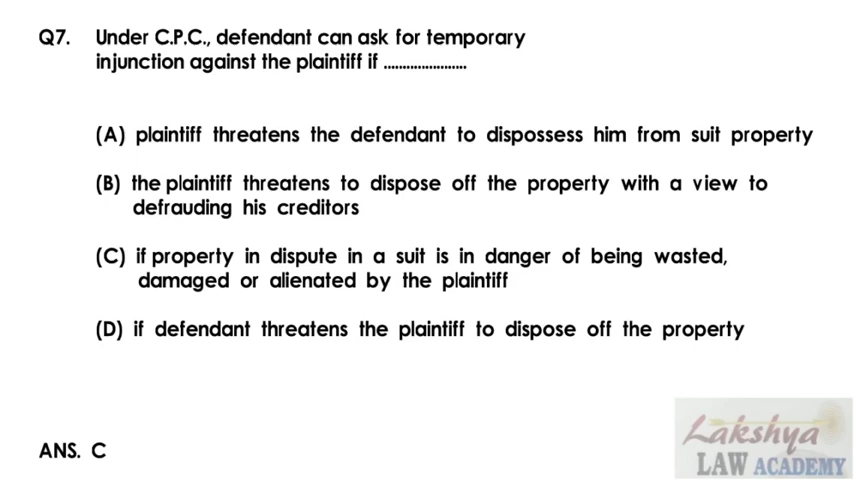 Q7. Under C.P.C., defendant can ask for temporary
injunction against the plaintiff if ......................
(A) plaintiff threatens the defendant to dispossess him from suit property
(B) the plaintiff threatens to dispose off the property with a view to
defrauding his creditors
(C) if property in dispute in a suit is in danger of being wasted,
damaged or alienated by the plaintiff
(D) if defendant threatens the plaintiff to dispose off the property
ANS. C
Lakshya
LAW ACADEMY